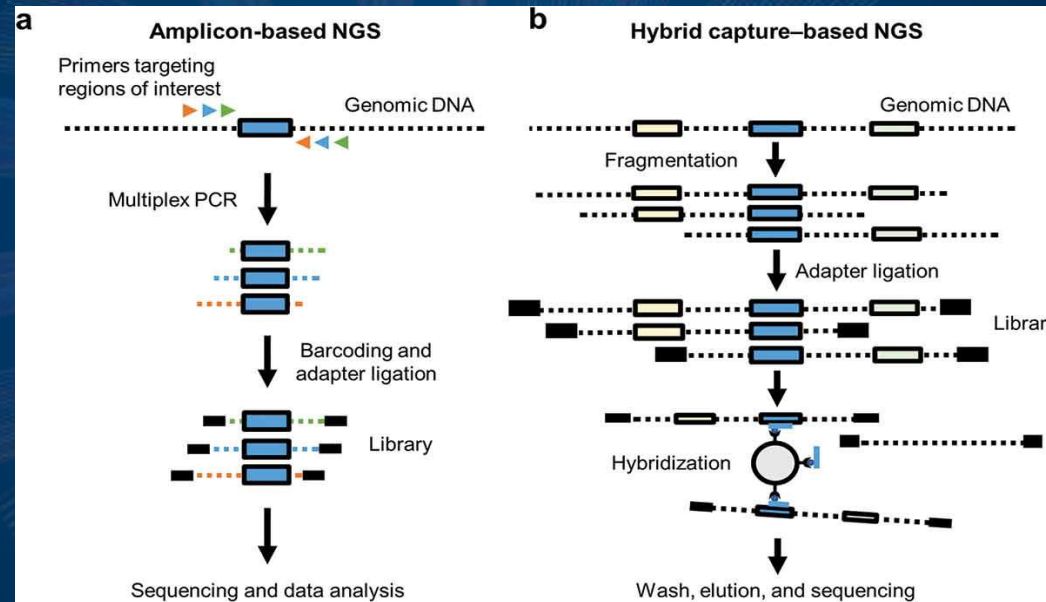 a
Amplicon-based NGS
Primers targeting
regions of interest
Genomic DNA
Multiplex PCR
Barcoding and
adapter ligation
Library
Sequencing and data analysis
b
Hybrid capture–based NGS
Genomic DNA
Fragmentation
Adapter ligation
Librar
Hybridization
Wash, elution, and sequencing